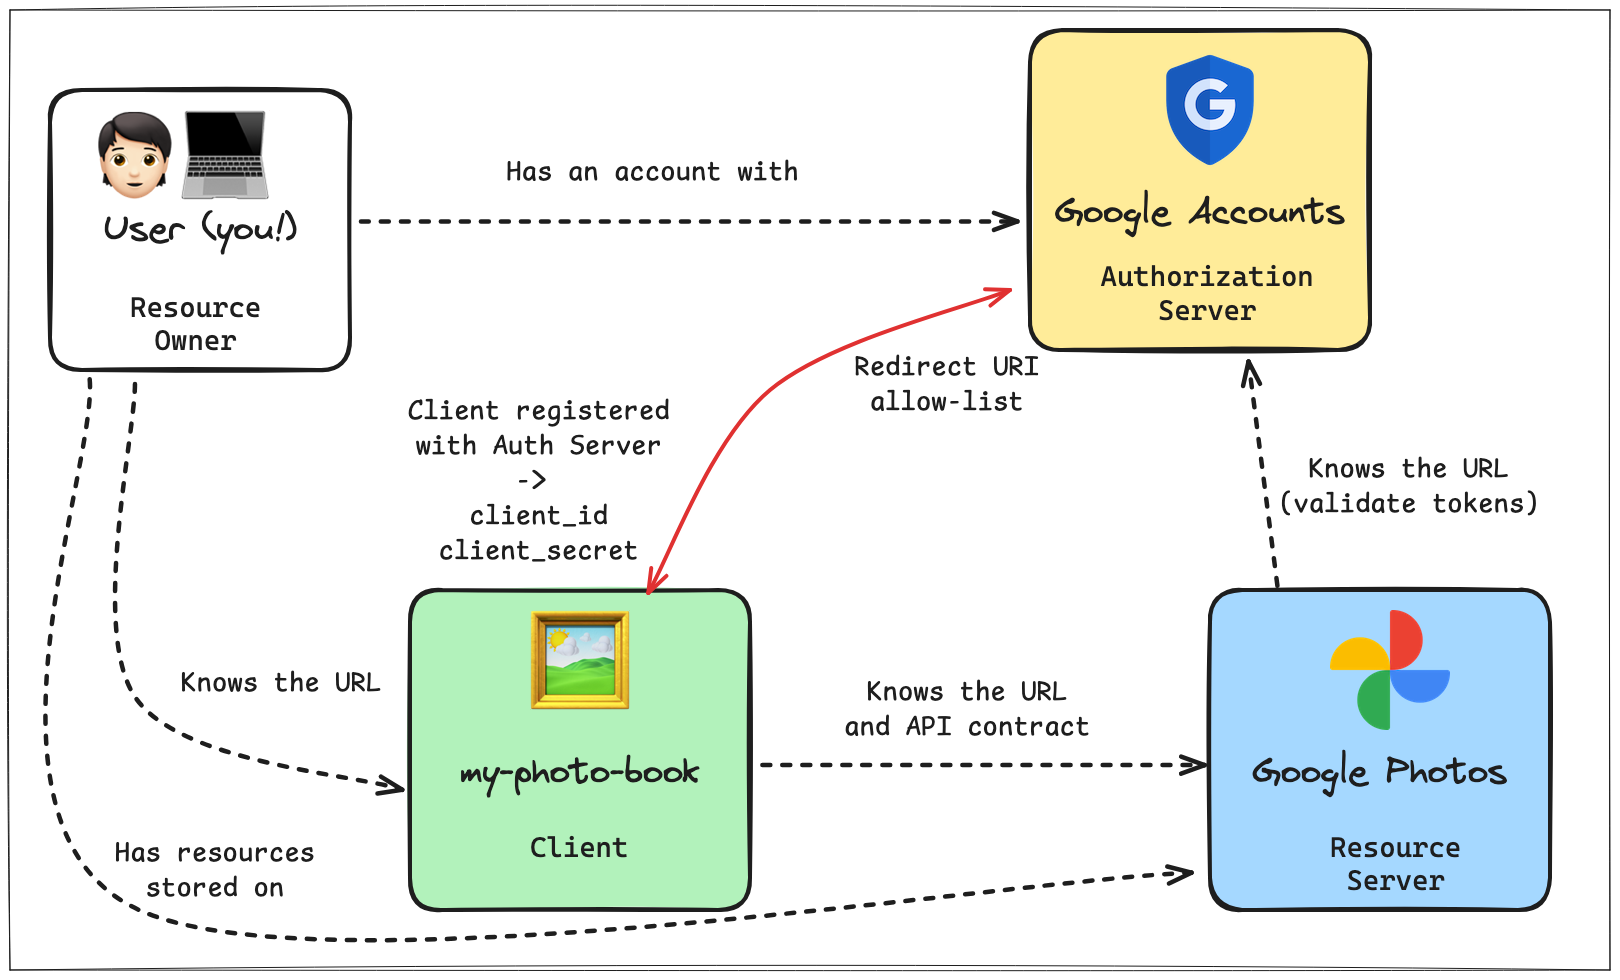 User (you!)
Resource
Owner
Has an account with
G
Google Accounts
Authorization
Server
Redirect URI
allow-list
Client registered
with Auth Server
->
client_id
client_secret
Knows the URL
(validate tokens)
Knows the URL
my-photo-book
Client
Knows the URL
and API contract
Google Photos
Resource
Server
Has resources
stored on